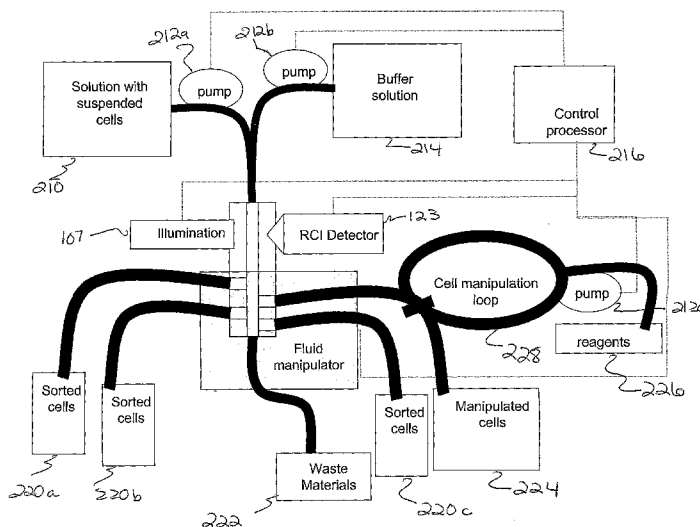 212a
212b
pump
pump
Solution with
suspended
cells
Buffer
solution
Control
processor
210
214
216
107
Illumination
RCI Detector
123
Cell manipulation
loop
pump
212c
reagents
228
226
Fluid
manipulator
Sorted
cells
Sorted
cells
Sorted
cells
Manipulated
cells
Waste
Materials
220a
220b
222
220c
224